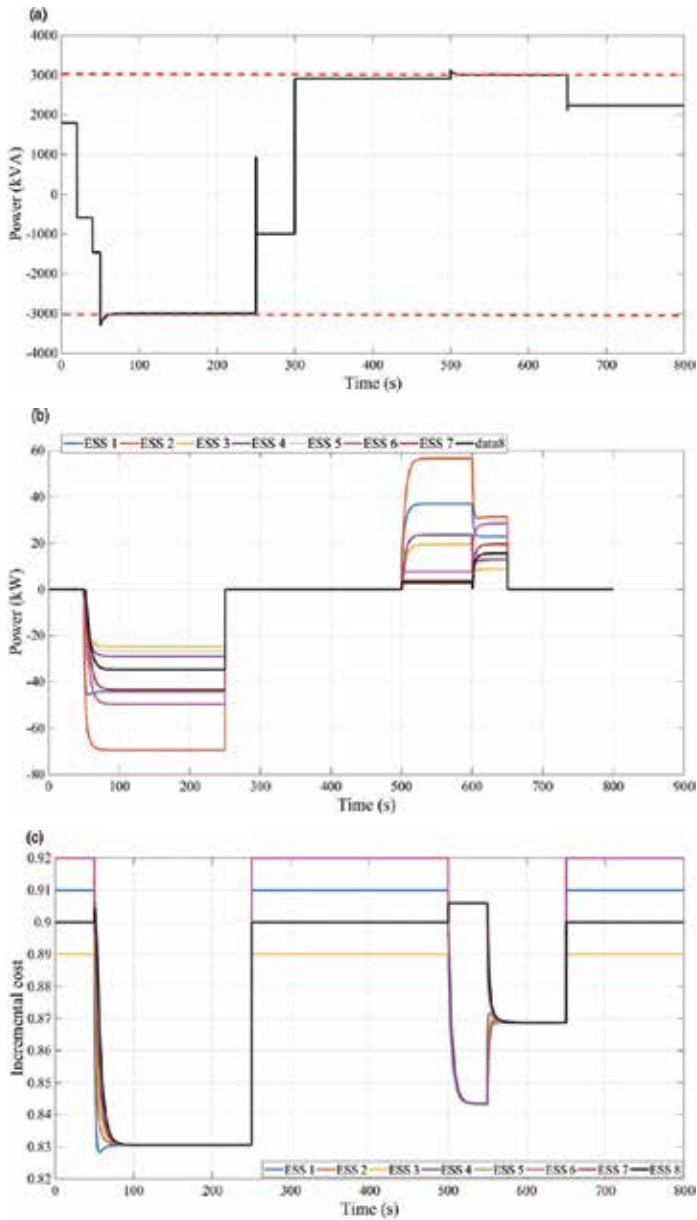 (a)
4000
3000
2000
1000
0
-1000
-2000
-3000
-4000
Power (kVA)
0 100 200 300 400 500 600 700 800
Time (s)
(b)
ESS 1 ESS 2 ESS 3 ESS 4 ESS 5 ESS 6 ESS 7 data8
60
40
20
0
-20
-40
-60
-80
Power (kW)
0 100 200 300 400 500 600 700 800 900
Time (s)
(c)
0.92
0.91
0.9
0.89
0.88
0.87
0.86
0.85
0.84
0.83
0.82
Incremental cost
ESS 1 ESS 2 ESS 3 ESS 4 ESS 5 ESS 6 ESS 7 ESS 8
0 100 200 300 400 500 600 700 800
Time (s)